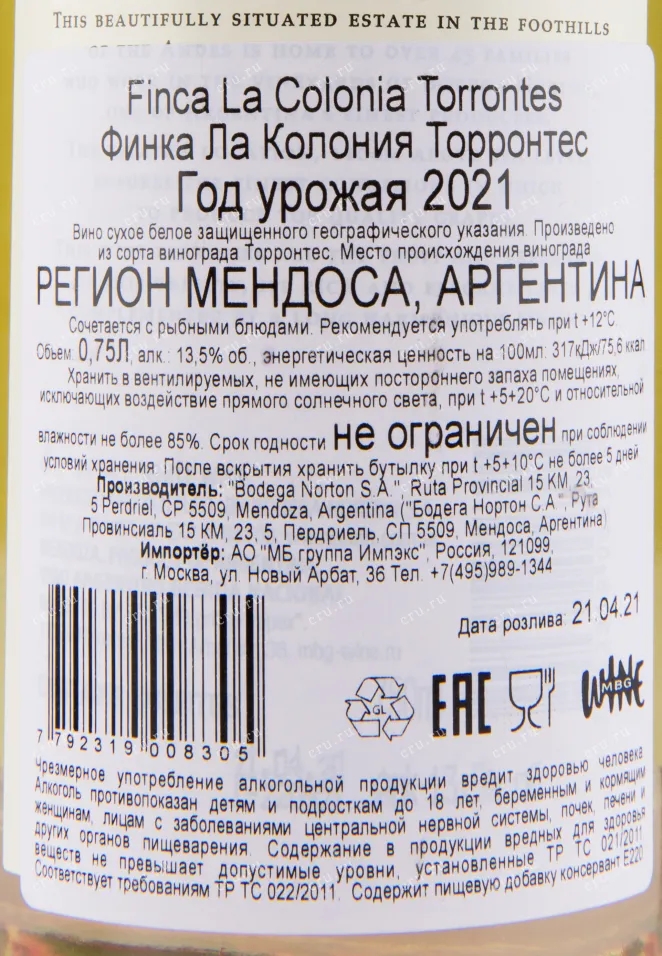 THIS BEAUTIFULLY SITUATED ESTATE IN THE FOOTHILLS
Finca La Colonia Torrontes
Финка Ла Колония Торронтес
Год урожая 2021
Вино сухое белое защищенного географического указания. Произведено
из сорта винограда Торронтес, Место происхождения винограда
РЕГИОН МЕНДОСА, АРГЕНТИНА
Сочетается с рыбными блюдами. Рекомендуется употреблять при t +12°C.
Объем: 0,75Л, алк.: 13,5% об., энергетическая ценность на 100мл: 317кДж/75,6 ккал.
Хранить в вентилируемых, не имеющих постороннего запаха помещениях,
исключающих воздействие прямого солнечного света, при t +5+20°C и относительной
влажности не более 85%. Срок годности не ограничен при соблюдении
условий хранения. После вскрытия хранить бутылку при t +5+10°C не более 5 дней
Производитель: "Bodega Norton S.A.", Ruta Provincial 15 KM, 23,
5 Perdriel, CP 5509, Mendoza, Argentina ("Бодега Нортон С.А.", Рута
Провинсиаль 15 КМ, 23, 5, Пердриель, СП 5509, Мендоса, Аргентина)
Импортёр: АО "МБ группа Импэкс", Россия, 121099,
г. Москва, ул. Новый Арбат, 36 Тел. +7(495)989-1344
Дата розлива: 21.04.21
GL
EAC
WINE
MBG
7 792319 008305
Чрезмерное употребление алкогольной продукции вредит здоровью человека
Алкоголь противопоказан детям и подросткам до 18 лет, беременным и кормящим
женщинам, лицам с заболеваниями центральной нервной системы, почек, печени и
других органов пищеварения. Содержание в продукции вредных для здоровья
веществ не превышает допустимые уровни, установленные ТР ТС 021/2011
Соответствует требованиям ТР ТС 022/2011. Содержит пищевую добавку консервант E220